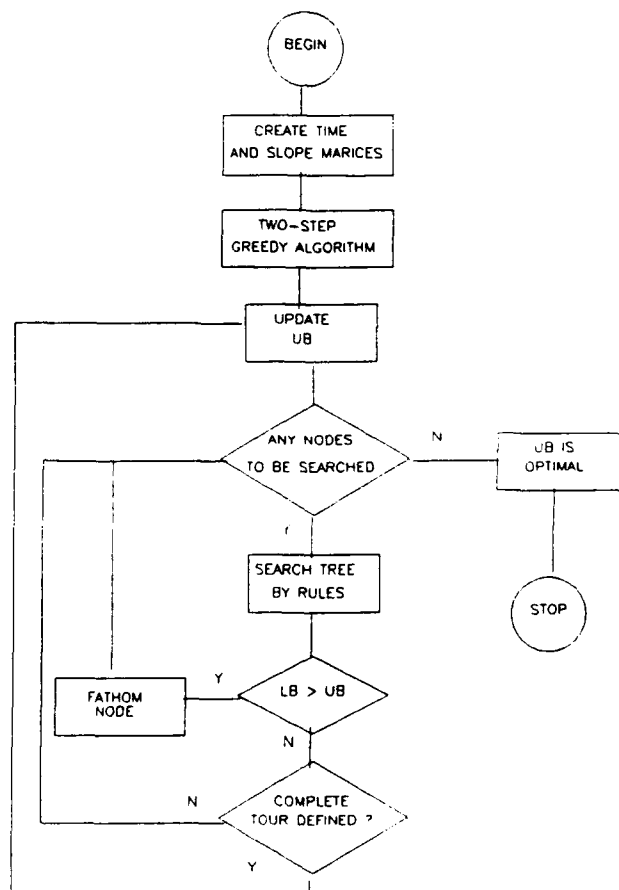 BEGIN
CREATE TIME
AND SLOPE MARICES
TWO-STEP
GREEDY ALGORITHM
UPDATE
UB
ANY NODES
TO BE SEARCHED
N
UB IS
OPTIMAL
SEARCH TREE
BY RULES
STOP
Y
LB > UB
FATHOM
NODE
N
N
COMPLETE
TOUR DEFINED ?
Y